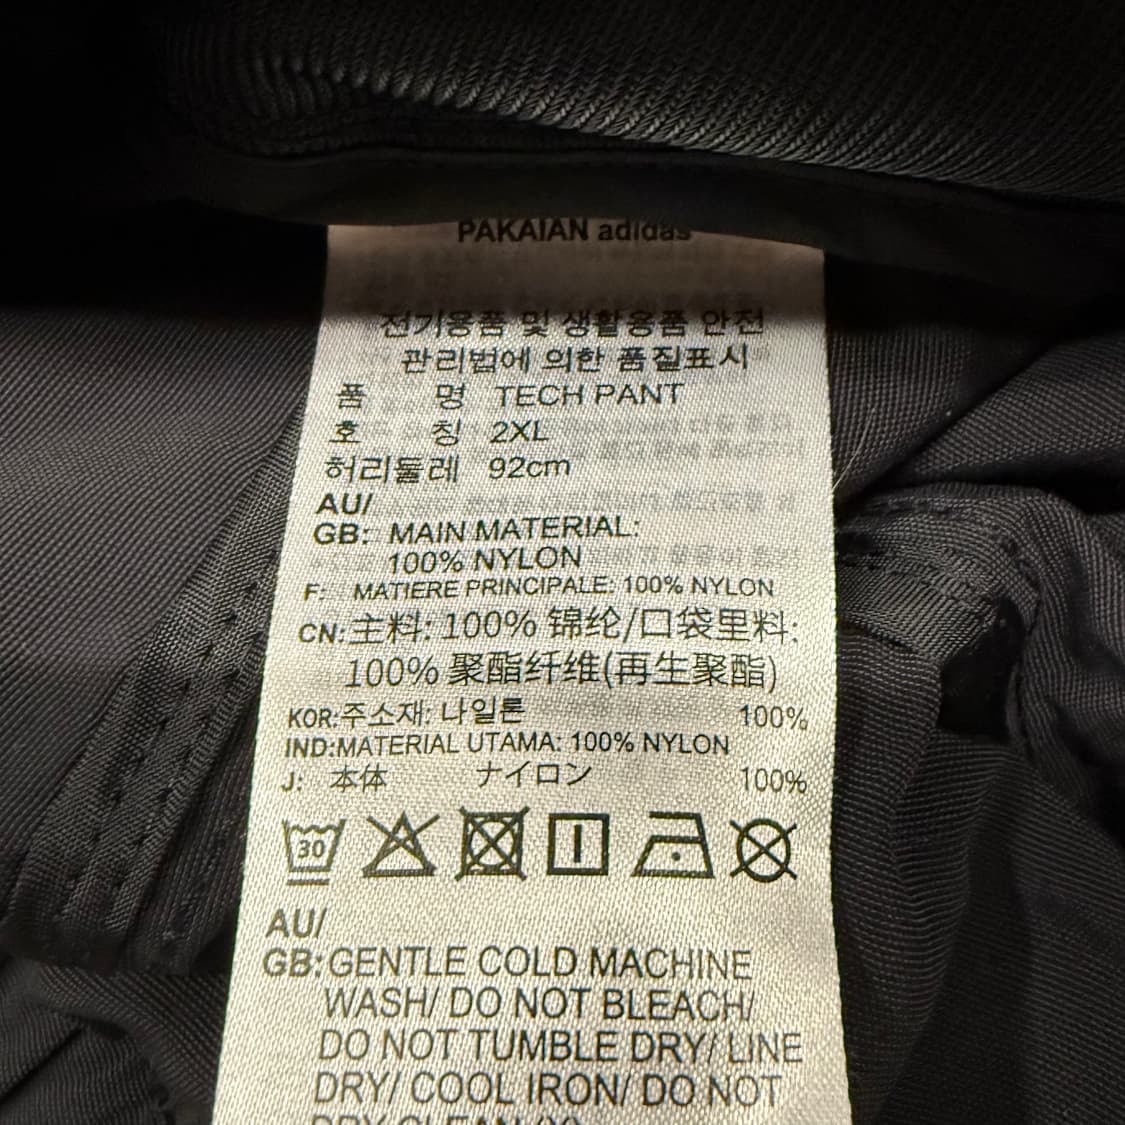 PAKAIAN adidas
전기용품 및 생활용품 안전
관리법에 의한 품질표시
품 명 TECH PANT
호 칭 2XL
허리둘레 92cm
AU/
GB: MAIN MATERIAL:
100% NYLON
F: MATIERE PRINCIPALE: 100% NYLON
CN:主料: 100% 锦纶/口袋里料:
100% 聚酯纤维(再生聚酯)
KOR:주소재: 나일론 100%
IND:MATERIAL UTAMA: 100% NYLON
J: 本体 ナイロン 100%
30
AU/
GB:GENTLE COLD MACHINE
WASH/ DO NOT BLEACH/
DO NOT TUMBLE DRY/ LINE
DRY/ COOL IRON/ DO NOT
DRY CLEAN